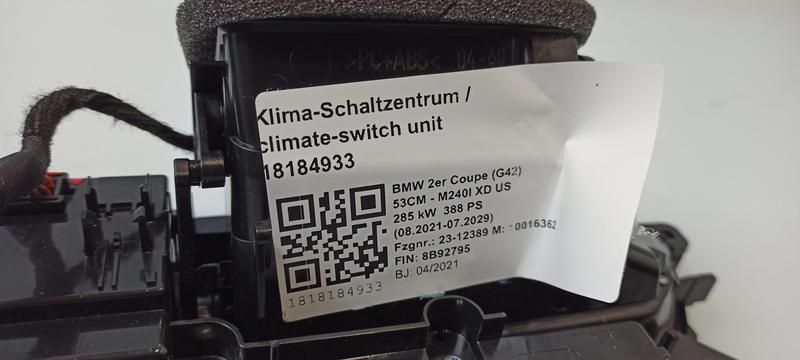 >PC+ABS<
Klima-Schaltzentrum /
climate-switch unit
18184933
BMW 2er Coupe (G42)
53CM - M240I XD US
285 kW 388 PS
(08.2021-07.2029)
Fzgnr.: 23-12389 M: 0016362
FIN: 8B92795
BJ: 04/2021
1818184933